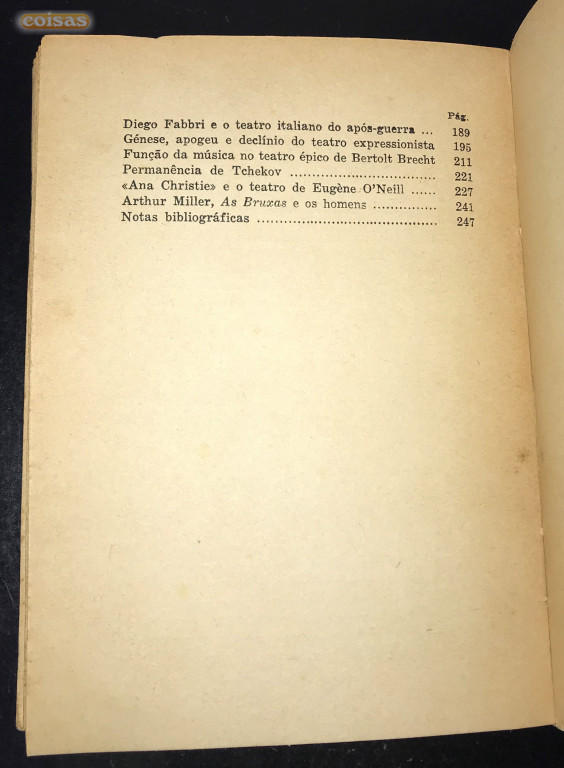 coisas
Pág.
Diego Fabbri e o teatro italiano do após-guerra ... 189
Génese, apogeu e declínio do teatro expressionista 195
Função da música no teatro épico de Bertolt Brecht 211
Permanência de Tchekov .................................. 221
«Ana Christie» e o teatro de Eugène O'Neill ...... 227
Arthur Miller, As Bruxas e os homens ............... 241
Notas bibliográficas .......................................... 247